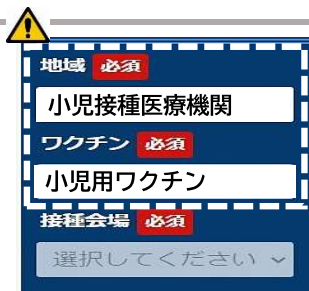 地域 必須
小児接種医療機関
ワクチン 必須
小児用ワクチン
接種会場 必須
選択してください